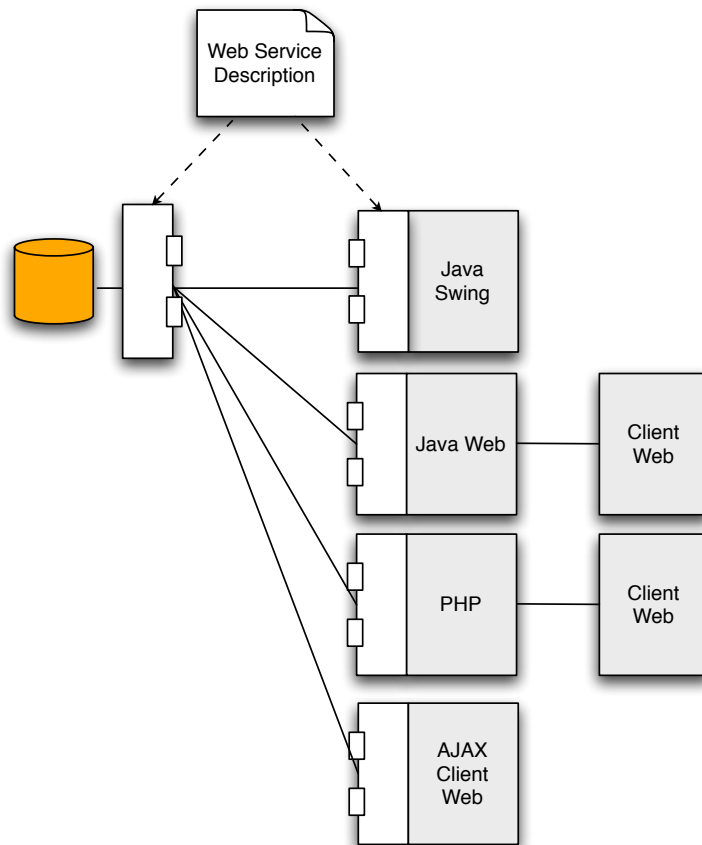 Web Service
Description
Java
Swing
Java Web
Client
Web
PHP
Client
Web
AJAX
Client
Web